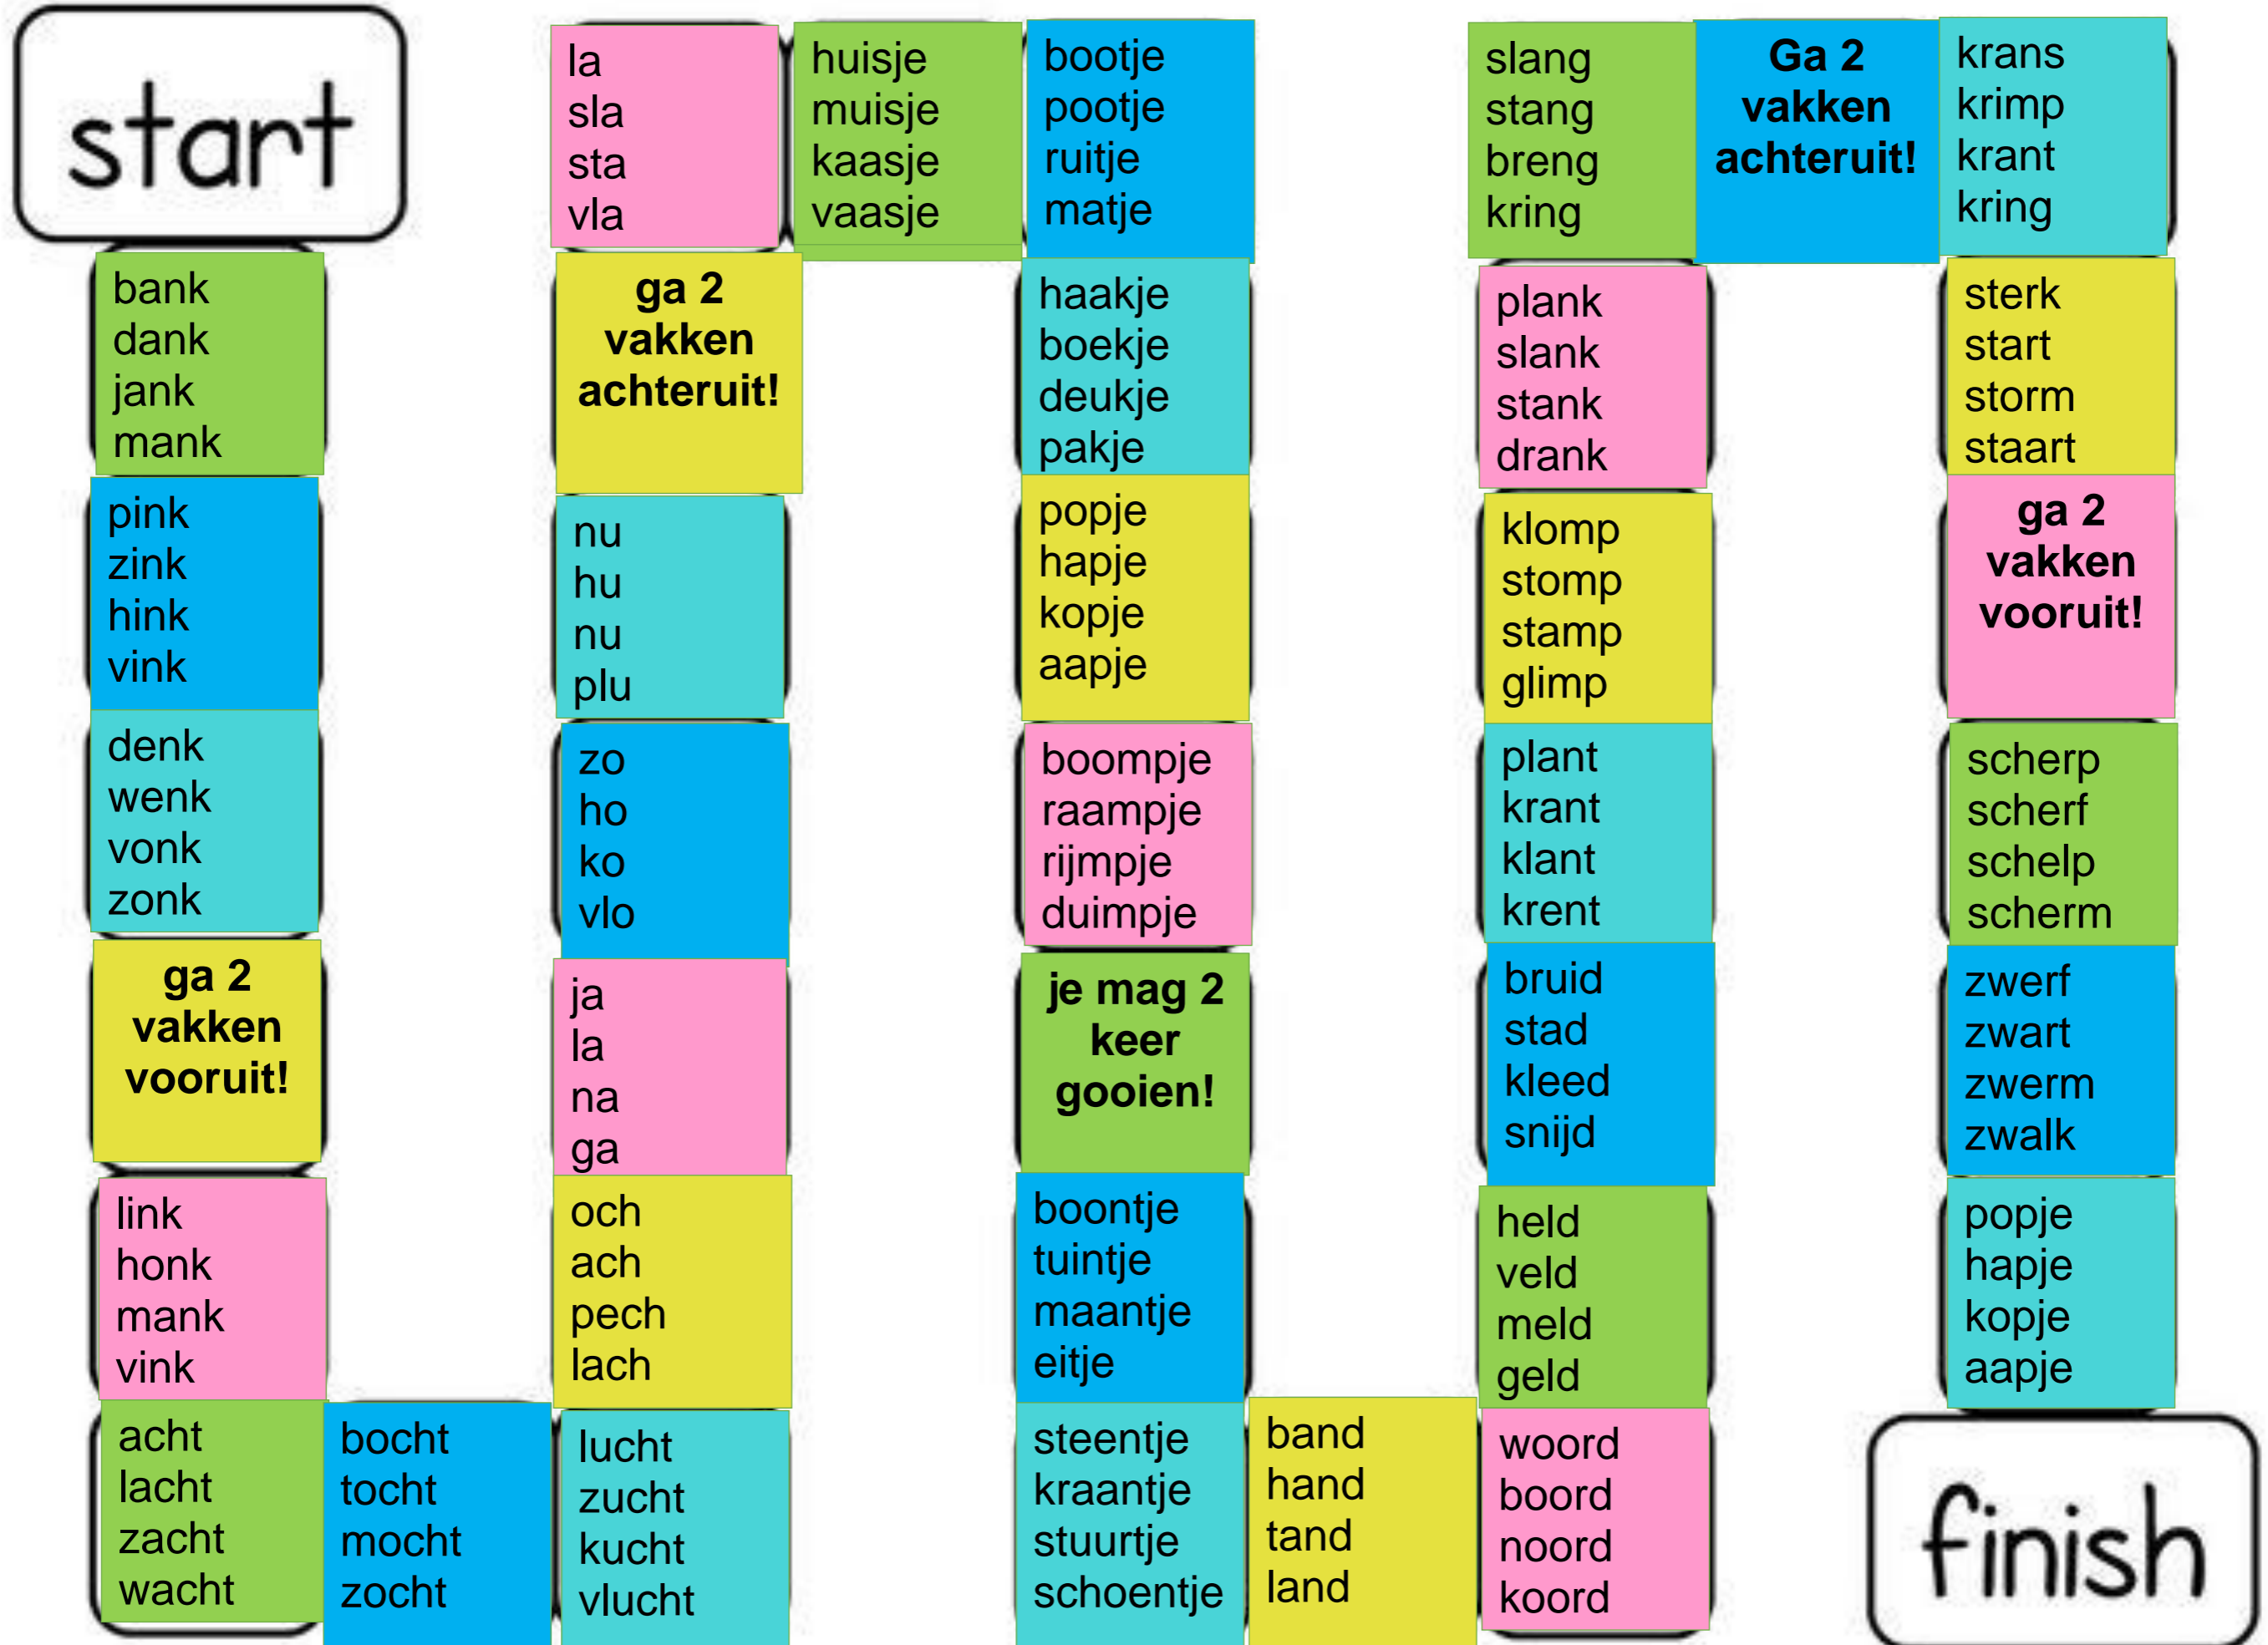 start
bank
dank
jank
mank
pink
zink
hink
vink
denk
wenk
vonk
zonk
ga 2
vakken
vooruit!
link
honk
mank
vink
acht
lacht
zacht
wacht
bocht
tocht
mocht
zocht
lucht
zucht
kucht
vlucht
och
ach
pech
lach
ja
la
na
ga
zo
ho
ko
vlo
nu
hu
nu
plu
ga 2
vakken
achteruit!
la
sla
sta
vla
huisje
muisje
kaasje
vaasje
bootje
pootje
ruitje
matje
haakje
boekje
deukje
pakje
popje
hapje
kopje
aapje
boompje
raampje
rijmpje
duimpje
je mag 2
keer
gooien!
boontje
tuintje
maantje
eitje
steentje
kraantje
stuurtje
schoentje
band
hand
tand
land
woord
boord
noord
koord
held
veld
meld
geld
bruid
stad
kleed
snijd
plant
krant
klant
krent
klomp
stomp
stamp
glimp
plank
slank
stank
drank
slang
stang
breng
kring
Ga 2
vakken
achteruit!
krans
krimp
krant
kring
sterk
start
storm
staart
ga 2
vakken
vooruit!
scherp
scherf
schelp
scherm
zwerf
zwart
zwerm
zwalk
popje
hapje
kopje
aapje
finish